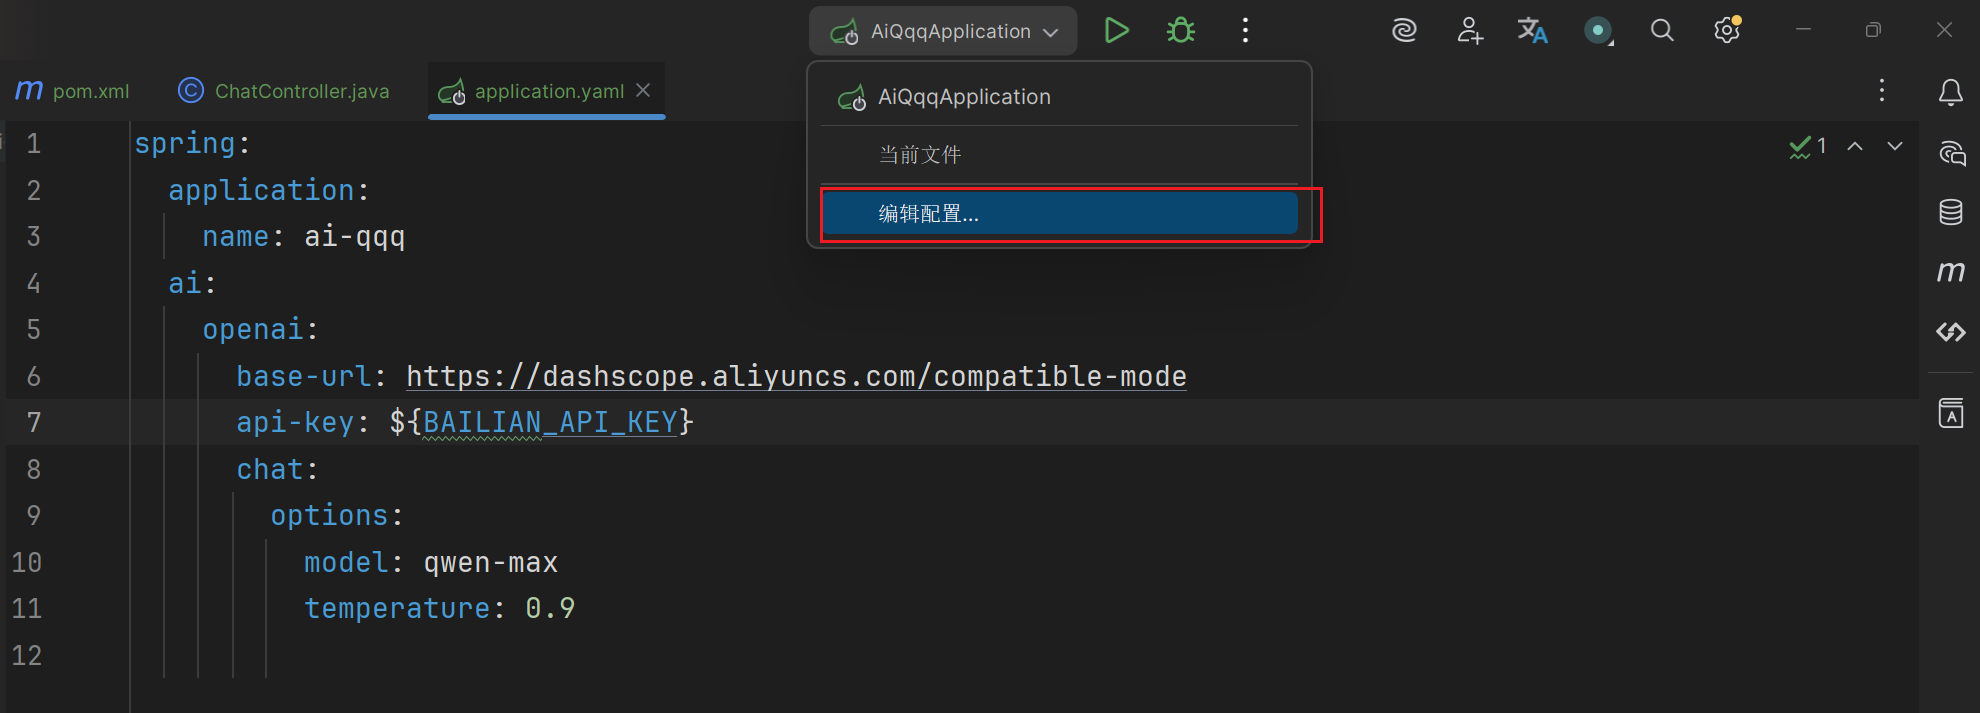 AiQqqApplication
pom.xml
ChatController.java
application.yaml
AiQqqApplication
当前文件
编辑配置...
1
1 spring:
2 application:
3 name: ai-qqq
4 ai:
5 openai:
6 base-url: https://dashscope.aliyuncs.com/compatible-mode
7 api-key: ${BAILIAN_API_KEY}
8 chat:
9 options:
10 model: qwen-max
11 temperature: 0.9
12